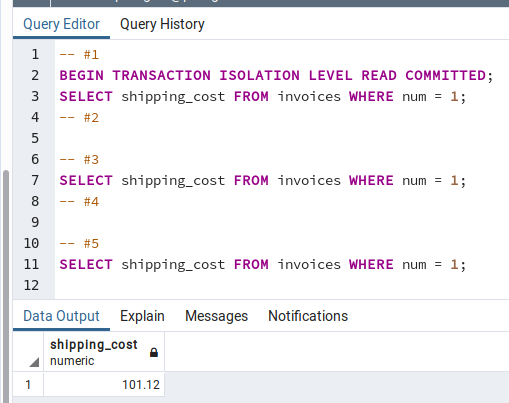 Query Editor Query History
1 -- #1
2 BEGIN TRANSACTION ISOLATION LEVEL READ COMMITTED;
3 SELECT shipping_cost FROM invoices WHERE num = 1;
4 -- #2
5
6 -- #3
7 SELECT shipping_cost FROM invoices WHERE num = 1;
8 -- #4
9
10 -- #5
11 SELECT shipping_cost FROM invoices WHERE num = 1;
12
Data Output Explain Messages Notifications
shipping_cost
numeric
1 101.12